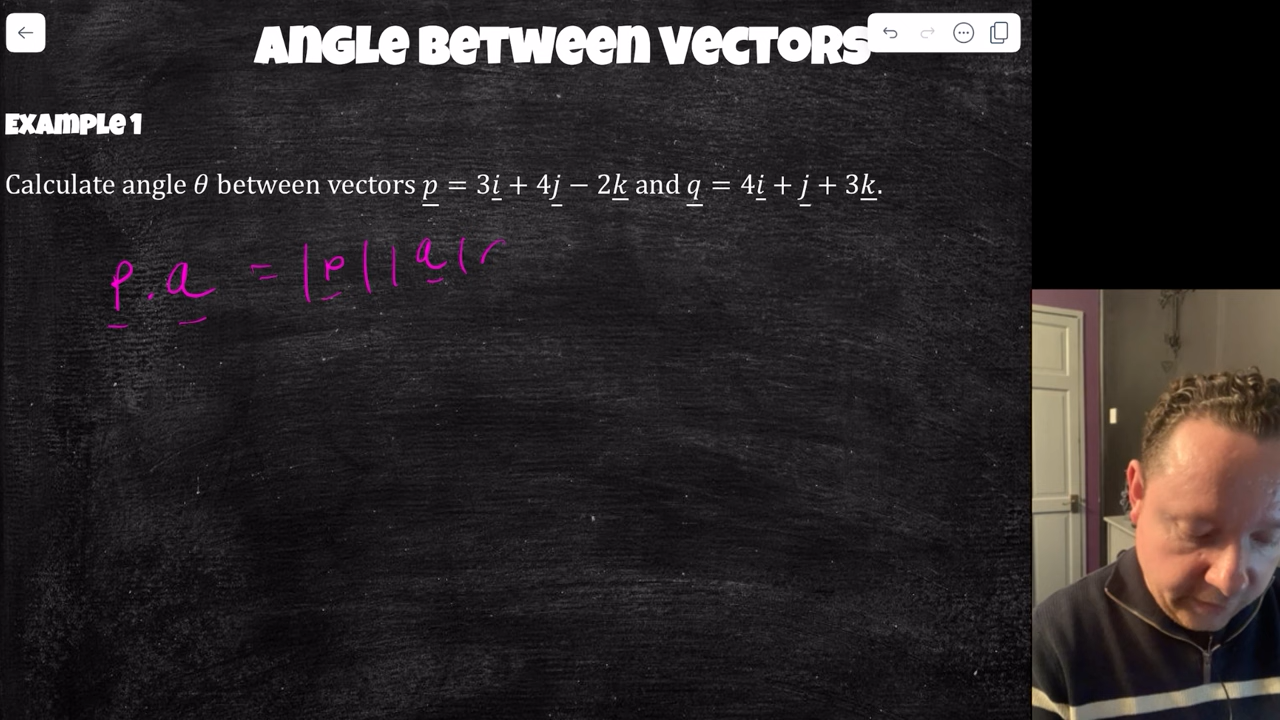 Angle Between Vectors
Example 1
Calculate angle θ between vectors p = 3i + 4j − 2k and q = 4i + j + 3k.
p . q = |p| |q| c